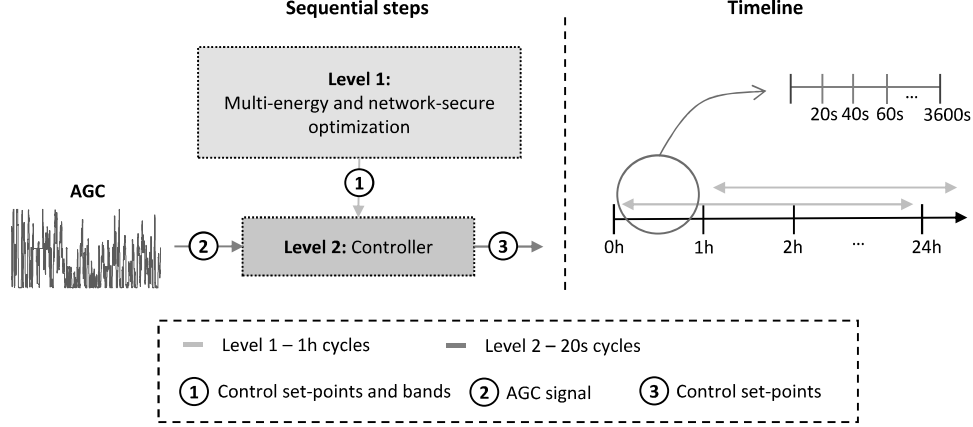 Sequential steps
Timeline
Level 1:
Multi-energy and network-secure
optimization
1
AGC
2
Level 2: Controller
3
20s 40s 60s ... 3600s
0h 1h 2h ... 24h
Level 1 – 1h cycles
Level 2 – 20s cycles
1 Control set-points and bands
2 AGC signal
3 Control set-points